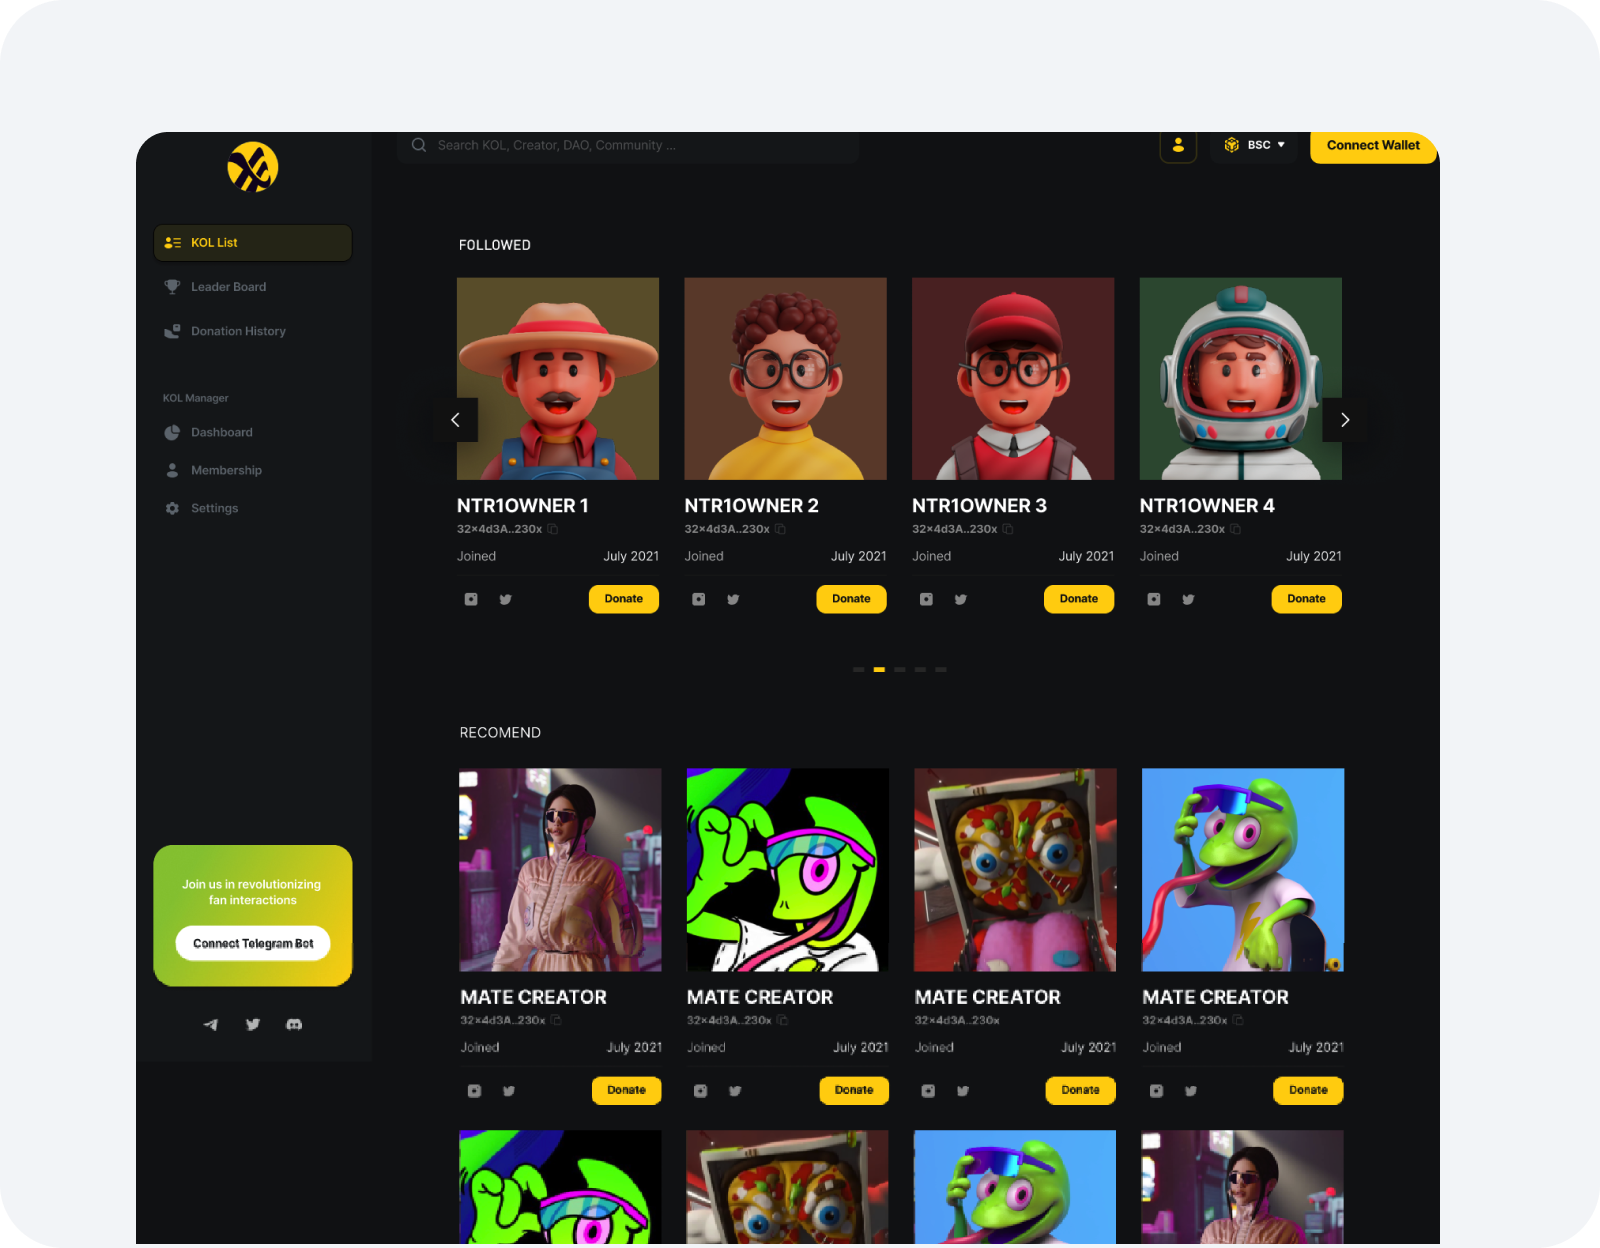 Search KOL, Creator, DAO, Community ...
BSC
Connect Wallet
KOL List
Leader Board
Donation History
KOL Manager
Dashboard
Membership
Settings
Join us in revolutionizing
fan interactions
Connect Telegram Bot
FOLLOWED
NTR1OWNER 1
32x4d3A..230x
Joined July 2021
Donate
NTR1OWNER 2
32x4d3A..230x
Joined July 2021
Donate
NTR1OWNER 3
32x4d3A..230x
Joined July 2021
Donate
NTR1OWNER 4
32x4d3A..230x
Joined July 2021
Donate
RECOMEND
MATE CREATOR
32x4d3A..230x
Joined July 2021
Donate
MATE CREATOR
32x4d3A..230x
Joined July 2021
Donate
MATE CREATOR
32x4d3A..230x
Joined July 2021
Donate
MATE CREATOR
32x4d3A..230x
Joined July 2021
Donate